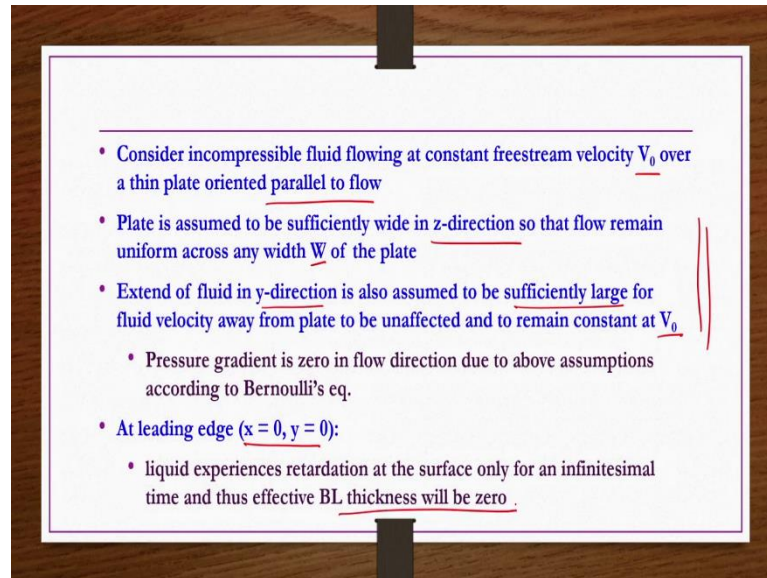 • Consider incompressible fluid flowing at constant freestream velocity V₀ over
a thin plate oriented parallel to flow
• Plate is assumed to be sufficiently wide in z-direction so that flow remain
uniform across any width W of the plate
• Extend of fluid in y-direction is also assumed to be sufficiently large for
fluid velocity away from plate to be unaffected and to remain constant at V₀
• Pressure gradient is zero in flow direction due to above assumptions
according to Bernoulli's eq.
• At leading edge (x = 0, y = 0):
• liquid experiences retardation at the surface only for an infinitesimal
time and thus effective BL thickness will be zero .